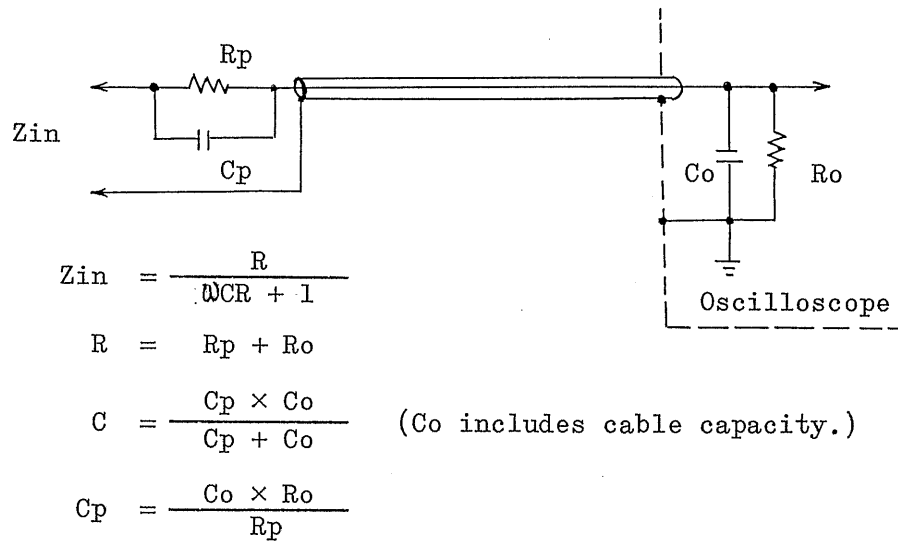 Rp
Zin
Cp
Co
Ro
Oscilloscope
Zin = R / ωCR + 1
R = Rp + Ro
C = Cp × Co / Cp + Co (Co includes cable capacity.)
Cp = Co × Ro / Rp